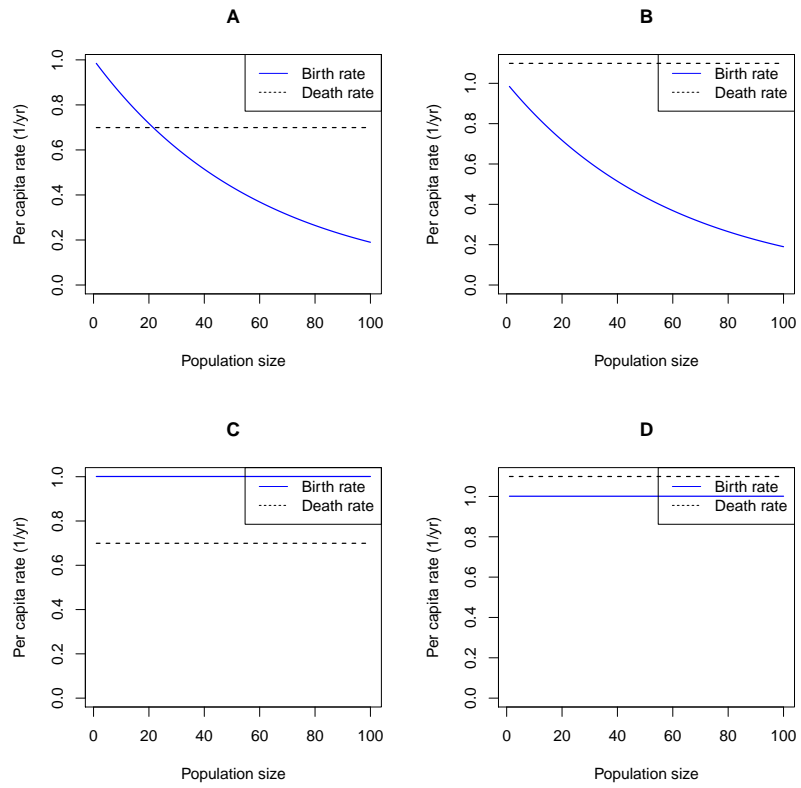 A
Per capita rate (1/yr)
0.0 0.2 0.4 0.6 0.8 1.0
Birth rate
Death rate
0 20 40 60 80 100
Population size
B
Per capita rate (1/yr)
0.0 0.2 0.4 0.6 0.8 1.0
Birth rate
Death rate
0 20 40 60 80 100
Population size
C
Per capita rate (1/yr)
0.0 0.2 0.4 0.6 0.8 1.0
Birth rate
Death rate
0 20 40 60 80 100
Population size
D
Per capita rate (1/yr)
0.0 0.2 0.4 0.6 0.8 1.0
Birth rate
Death rate
0 20 40 60 80 100
Population size